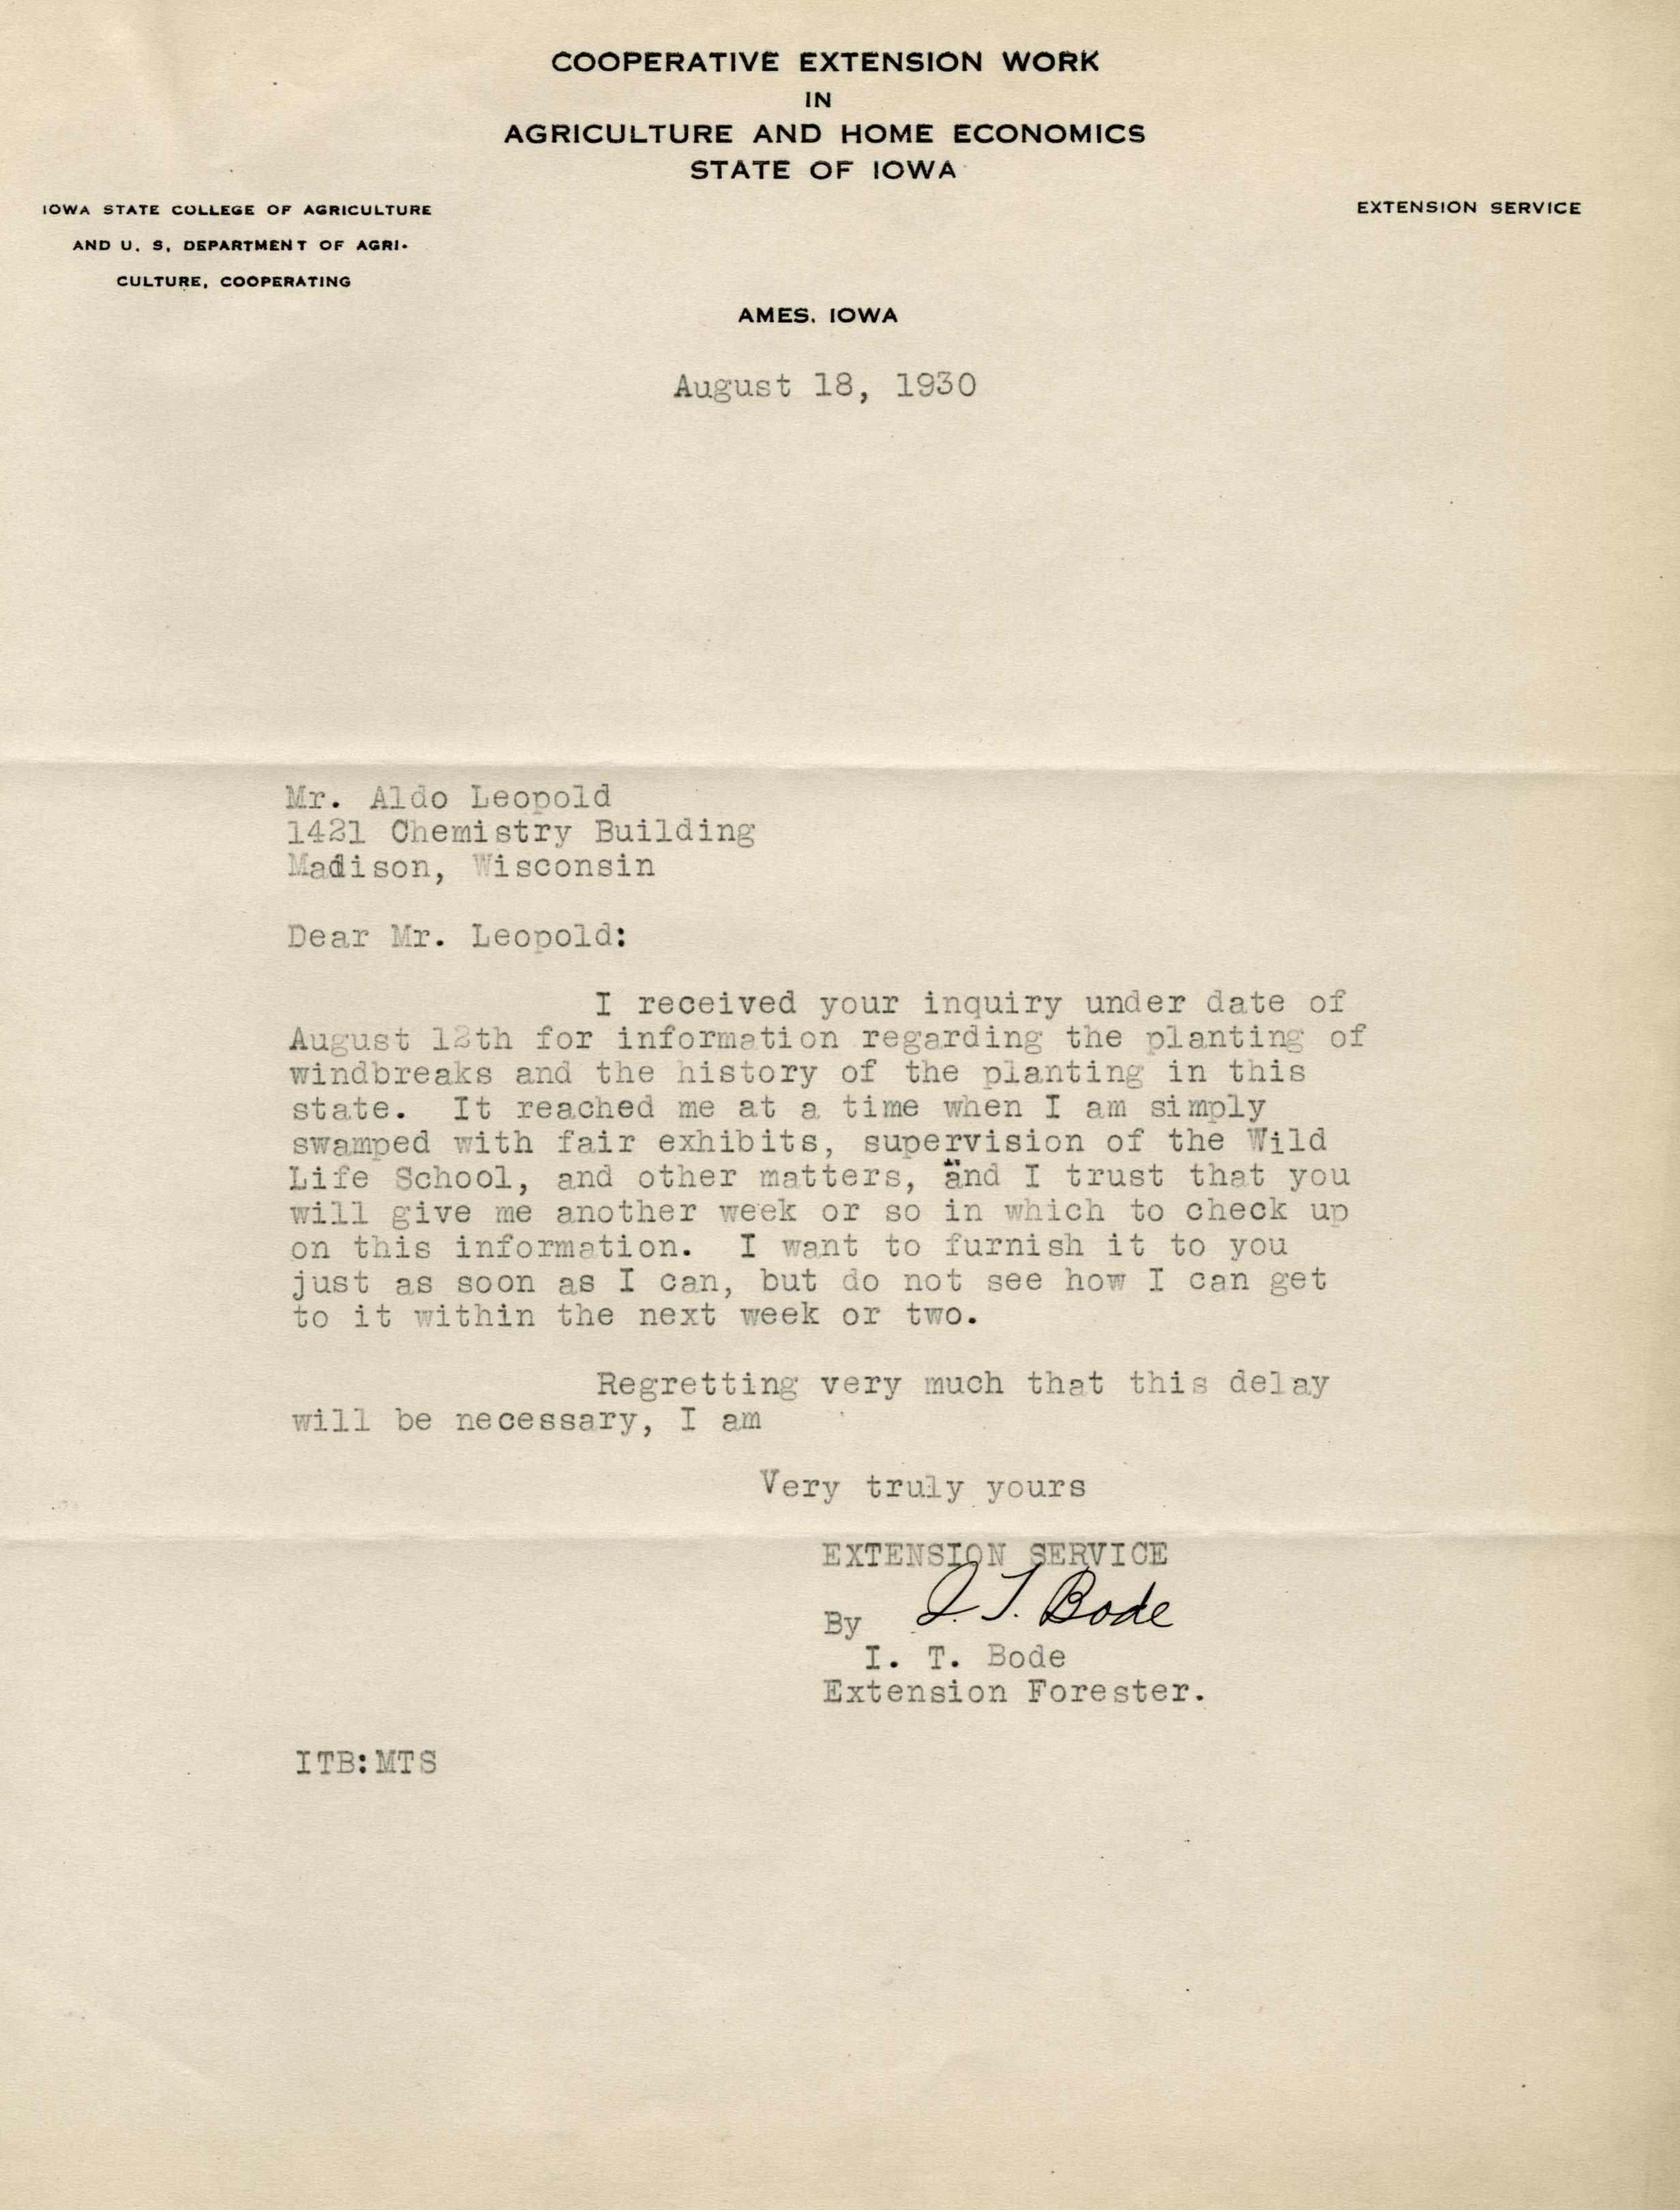 COOPERATIVE EXTENSION WORK
IN
AGRICULTURE AND HOME ECONOMICS
STATE OF IOWA
IOWA STATE COLLEGE OF AGRICULTURE
AND U. S. DEPARTMENT OF AGRI-
CULTURE, COOPERATING
EXTENSION SERVICE
AMES, IOWA
August 18, 1930
Mr. Aldo Leopold
1421 Chemistry Building
Madison, Wisconsin
Dear Mr. Leopold:
I received your inquiry under date of
August 12th for information regarding the planting of
windbreaks and the history of the planting in this
state. It reached me at a time when I am simply
swamped with fair exhibits, supervision of the Wild
Life School, and other matters, and I trust that you
will give me another week or so in which to check up
on this information. I want to furnish it to you
just as soon as I can, but do not see how I can get
to it within the next week or two.
Regretting very much that this delay
will be necessary, I am
Very truly yours
EXTENSION SERVICE
By I. T. Bode
I. T. Bode
Extension Forester.
ITB:MTS